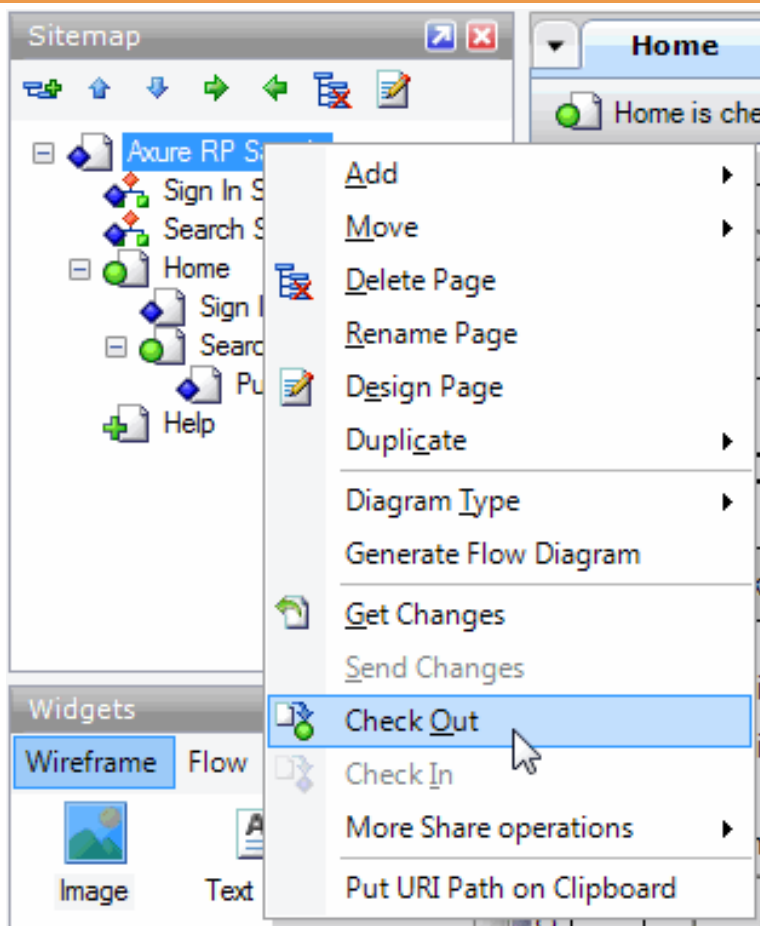 Sitemap
Home
Home is che
Axure RP S
Sign In S
Search S
Home
Sign I
Searc
Pu
Help
Add
Move
Delete Page
Rename Page
Design Page
Duplicate
Diagram Type
Generate Flow Diagram
Get Changes
Send Changes
Check Out
Check In
More Share operations
Put URI Path on Clipboard
Widgets
Wireframe Flow
Image Text